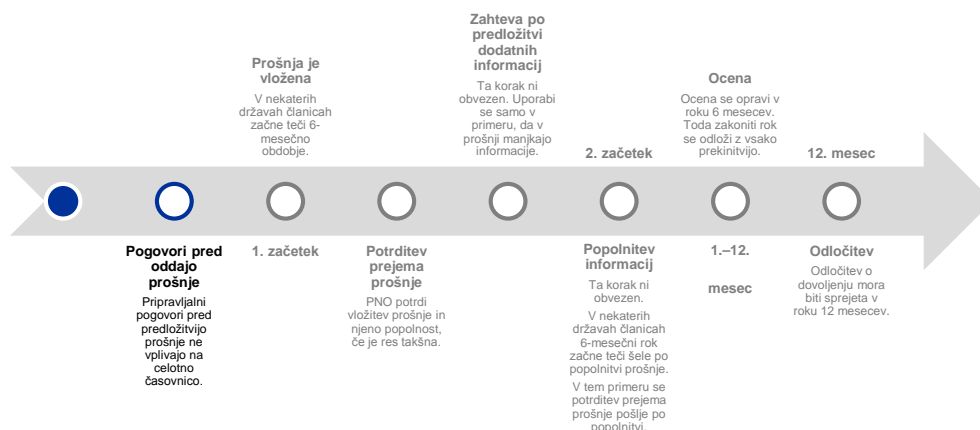 Pogovori pred
oddajo
prošnje
Pripravljalni
pogovori pred
predložitvijo
prošnje ne
vplivajo na
celotno
časovnico.
Prošnja je
vložena
V nekaterih
državah članicah
začne teči 6-
mesečno
obdobje.
1. začetek
Potrditev
prejema
prošnje
PNO potrdi
vložitev prošnje in
njeno popolnost,
če je res takšna.
Zahteva po
predložitvi
dodatnih
informacij
Ta korak ni
obvezen. Uporabi
se samo v
primeru, da v
prošnji manjkajo
informacije.
2. začetek
Popolnitev
informacij
Ta korak ni
obvezen.
V nekaterih
državah članicah
6-mesečni rok
začne teči šele po
popolnitvi prošnje.
V tem primeru se
potrditev prejema
prošnje pošlje po
popolnitvi.
Ocena
Ocena se opravi v
roku 6 mesecev.
Toda zakoniti rok
se odloži z vsako
prekinitvijo.
1.–12.
mesec
12. mesec
Odločitev
Odločitev o
dovoljenju mora
biti sprejeta v
roku 12 mesecev.